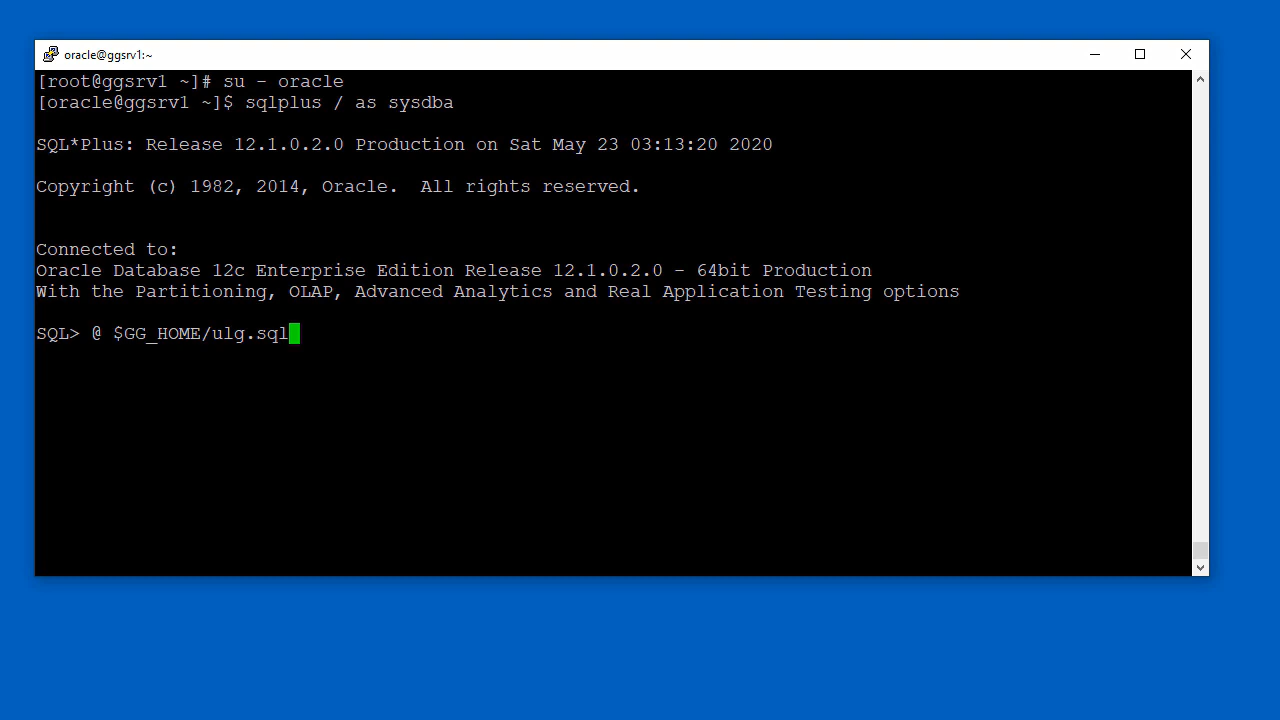 oracle@ggsrv1:~
[root@ggsrv1 ~]# su - oracle
[oracle@ggsrv1 ~]$ sqlplus / as sysdba
SQL*Plus: Release 12.1.0.2.0 Production on Sat May 23 03:13:20 2020
Copyright (c) 1982, 2014, Oracle.  All rights reserved.
Connected to:
Oracle Database 12c Enterprise Edition Release 12.1.0.2.0 - 64bit Production
With the Partitioning, OLAP, Advanced Analytics and Real Application Testing options
SQL> @ $GG_HOME/ulg.sql